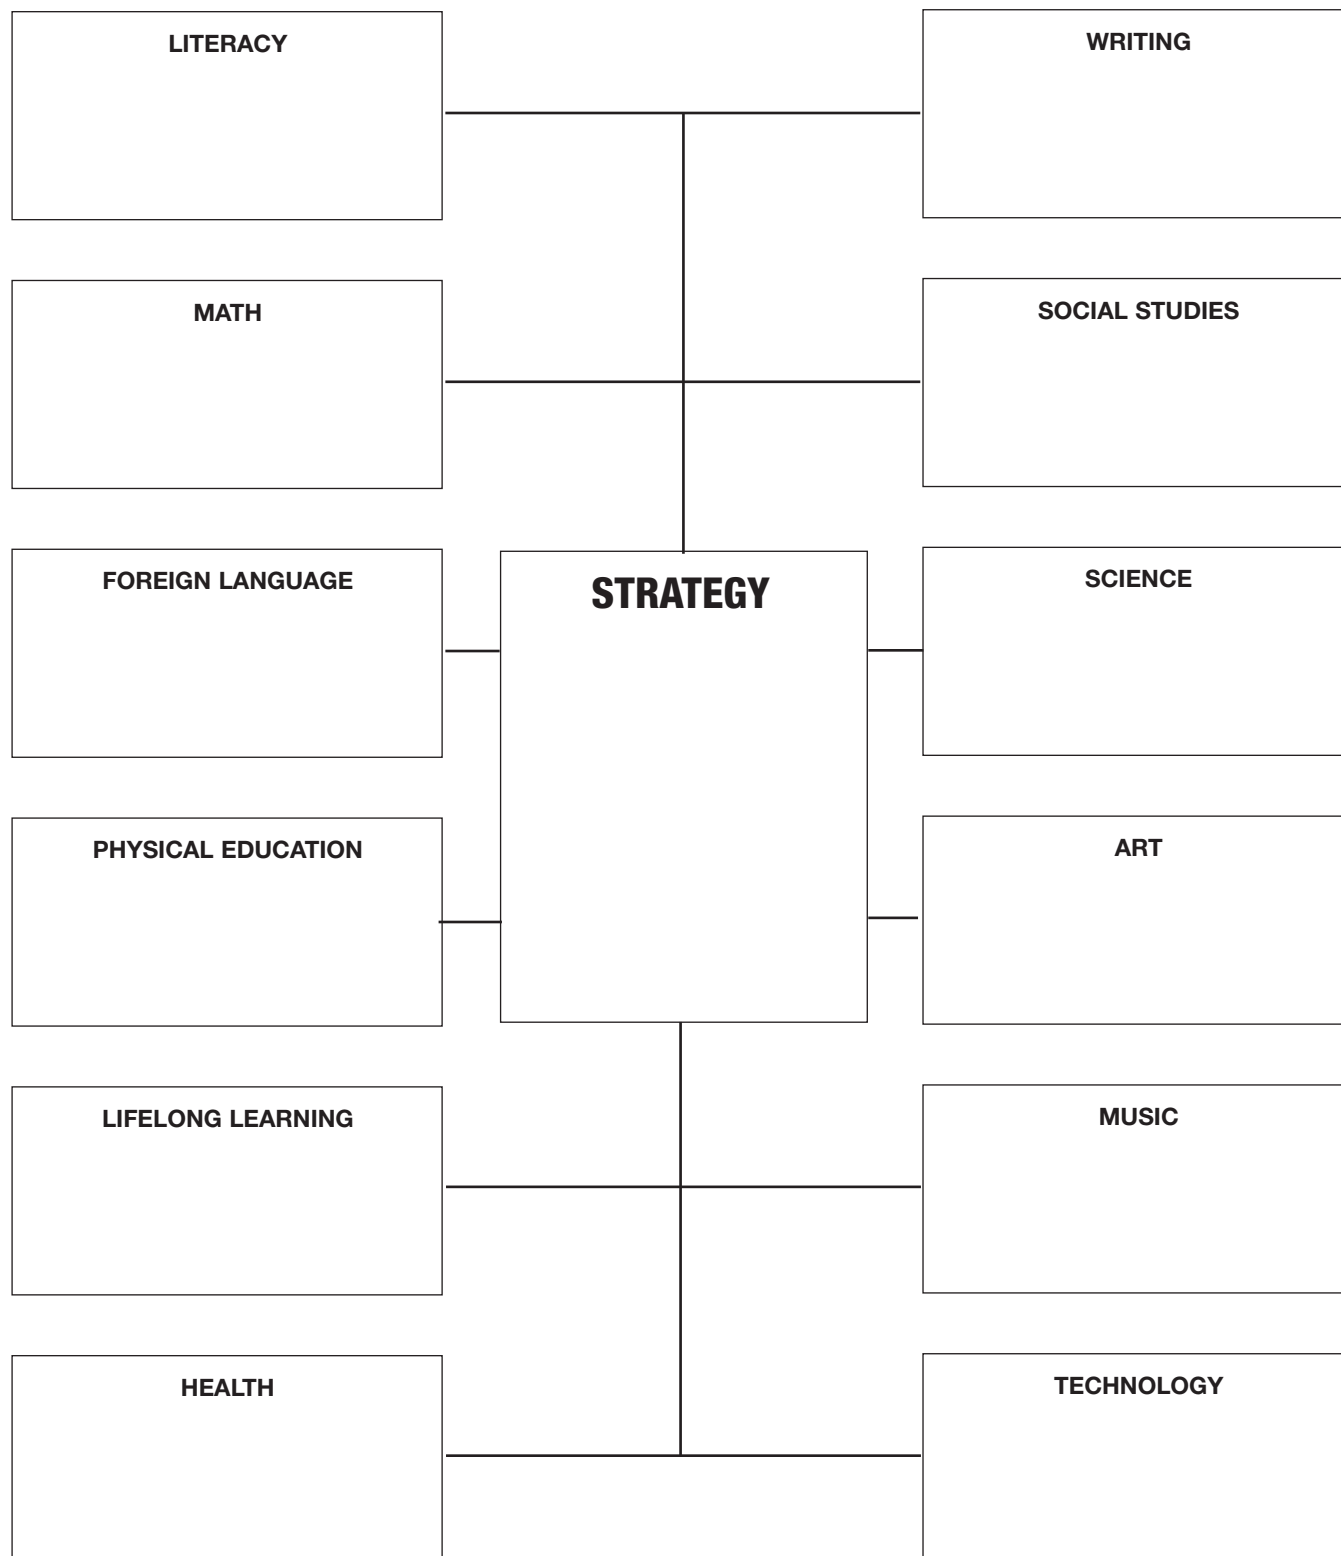 LITERACY
WRITING
MATH
SOCIAL STUDIES
FOREIGN LANGUAGE
STRATEGY
SCIENCE
PHYSICAL EDUCATION
ART
LIFELONG LEARNING
MUSIC
HEALTH
TECHNOLOGY